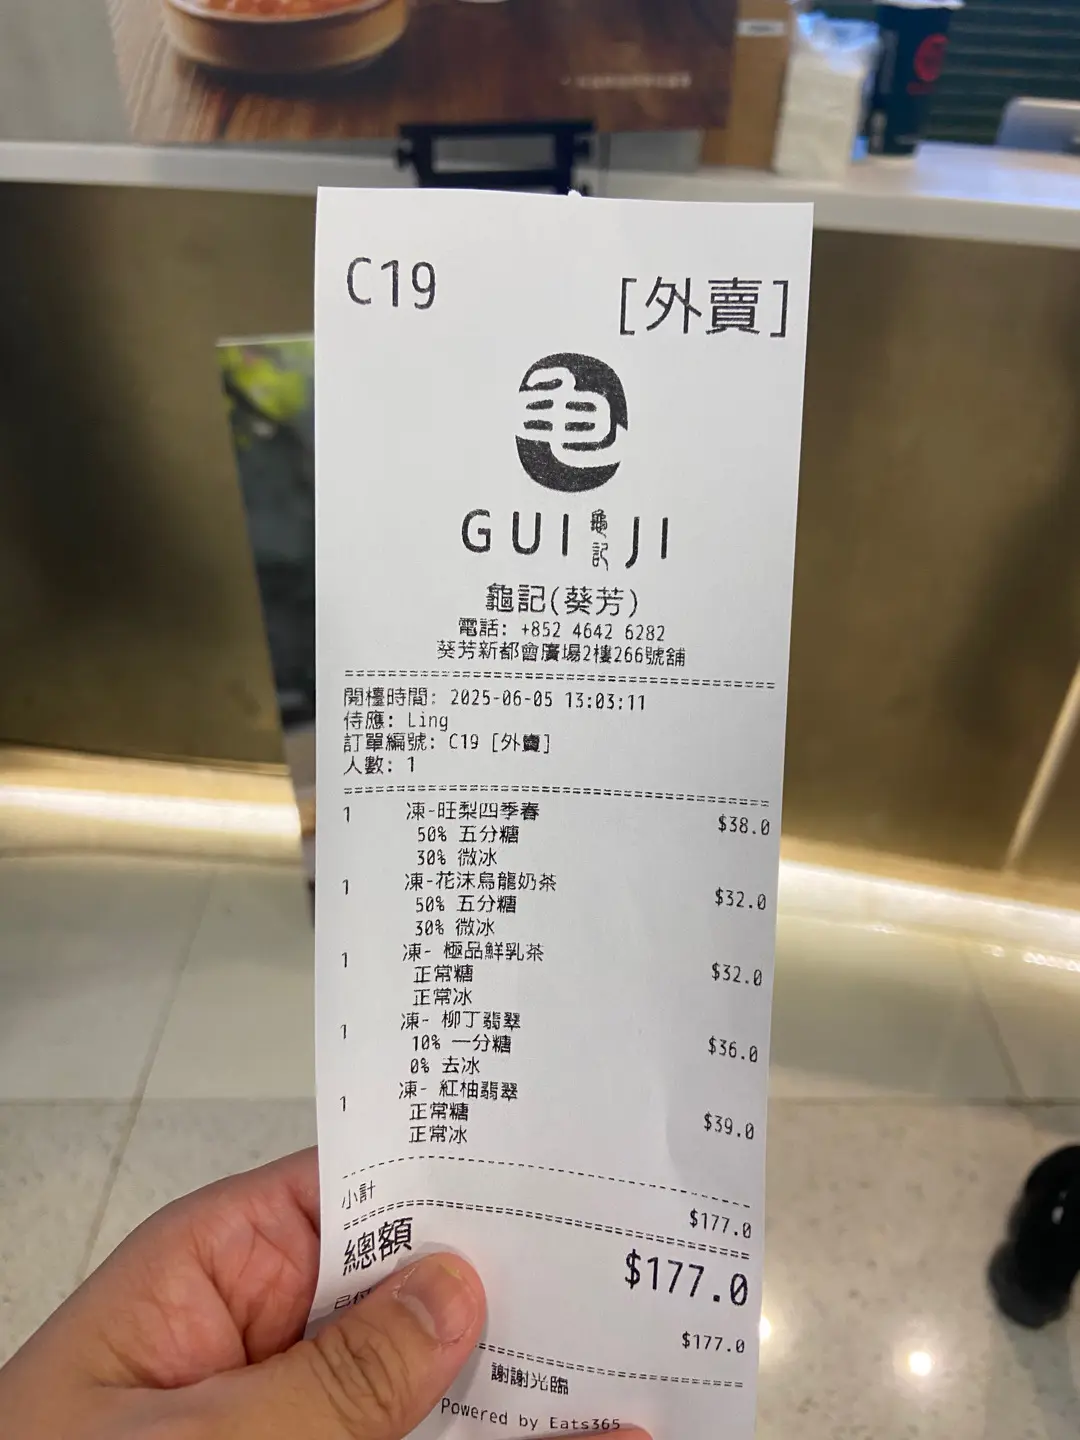 C19 [外賣]
GUI 龜記 JI
龜記(葵芳)
電話: +852 4642 6282
葵芳新都會廣場2樓266號舖
開檯時間: 2025-06-05 13:03:11
侍應: Ling
訂單編號: C19 [外賣]
人數: 1
1 凍-旺梨四季春 $38.0
50% 五分糖
30% 微冰
1 凍-花沫烏龍奶茶 $32.0
50% 五分糖
30% 微冰
1 凍- 極品鮮乳茶 $32.0
正常糖
正常冰
1 凍- 柳丁翡翠 $36.0
10% 一分糖
0% 去冰
1 凍- 紅柚翡翠 $39.0
正常糖
正常冰
小計 $177.0
總額 $177.0
已付 $177.0
謝謝光臨
Powered by Eats365